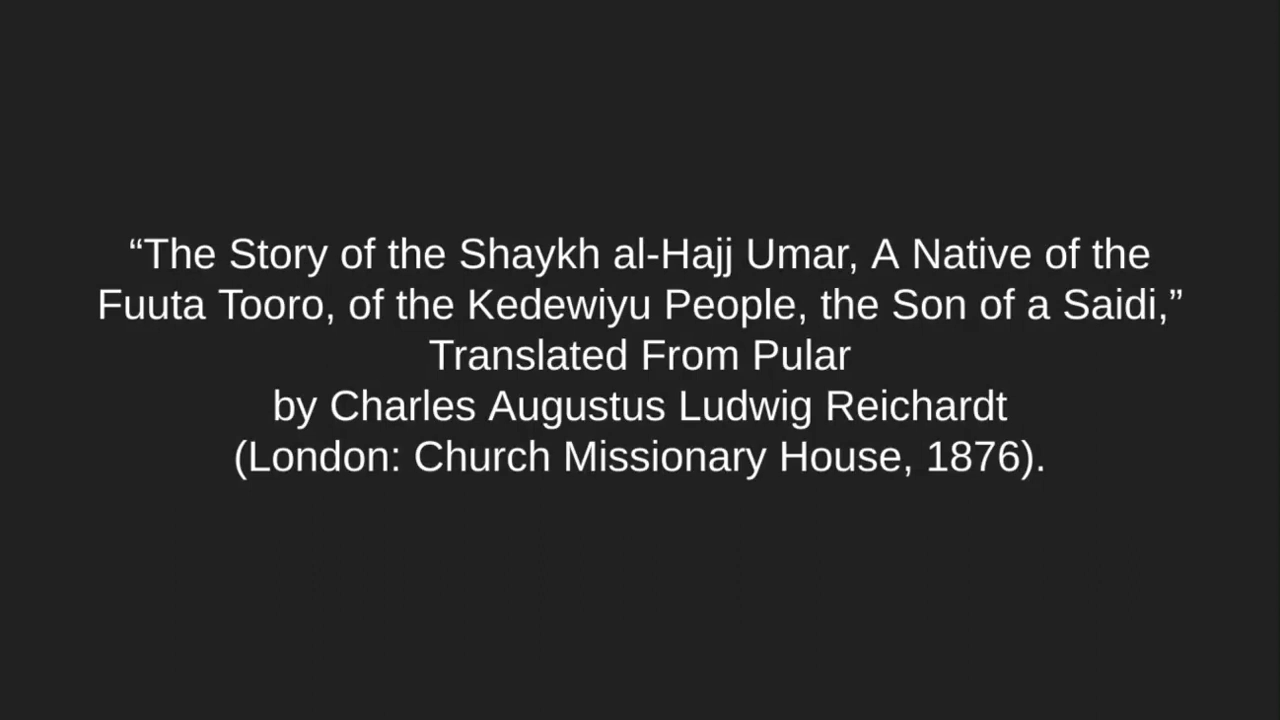 “The Story of the Shaykh al-Hajj Umar, A Native of the
Fuuta Tooro, of the Kedewiyu People, the Son of a Saidi,”
Translated From Pular
by Charles Augustus Ludwig Reichardt
(London: Church Missionary House, 1876).